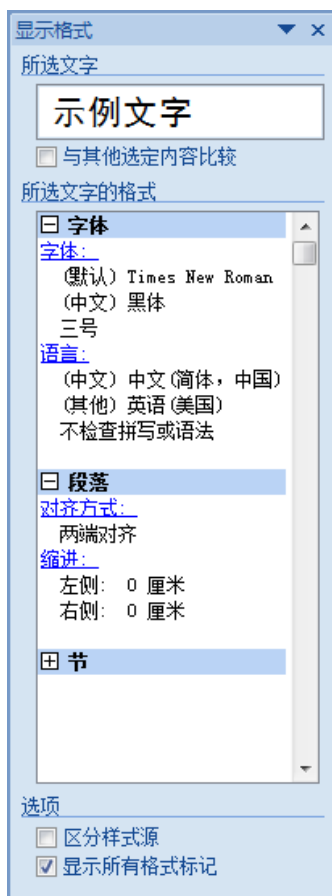 显示格式
所选文字
示例文字
与其他选定内容比较
所选文字的格式
字体
字体:
(默认) Times New Roman
(中文) 黑体
三号
语言:
(中文) 中文(简体，中国)
(其他) 英语(美国)
不检查拼写或语法
段落
对齐方式:
两端对齐
缩进:
左侧: 0 厘米
右侧: 0 厘米
节
选项
区分样式源
显示所有格式标记